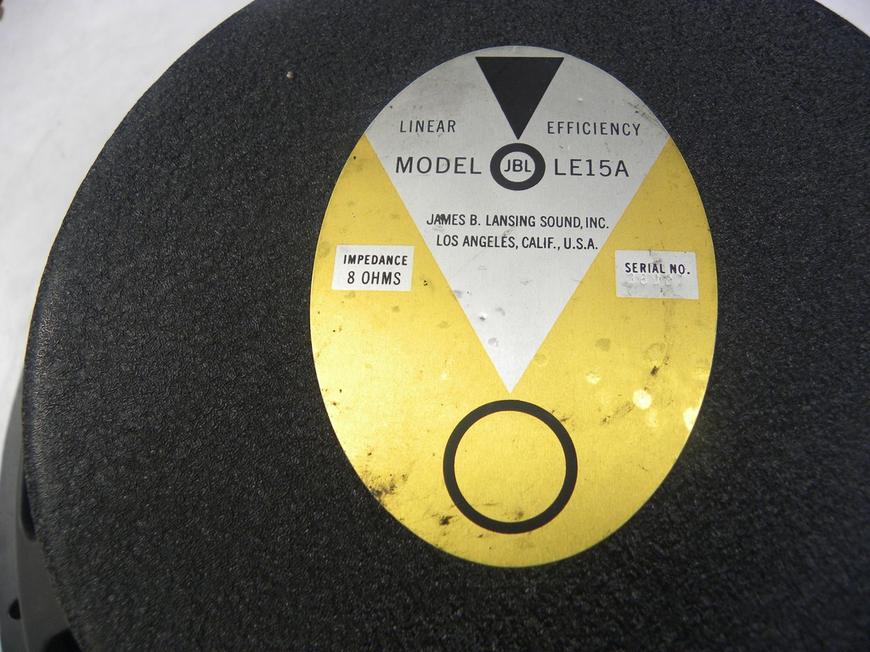 LINEAR EFFICIENCY
MODEL JBL LE15A
JAMES B. LANSING SOUND, INC.
LOS ANGELES, CALIF., U.S.A.
IMPEDANCE
8 OHMS
SERIAL NO.